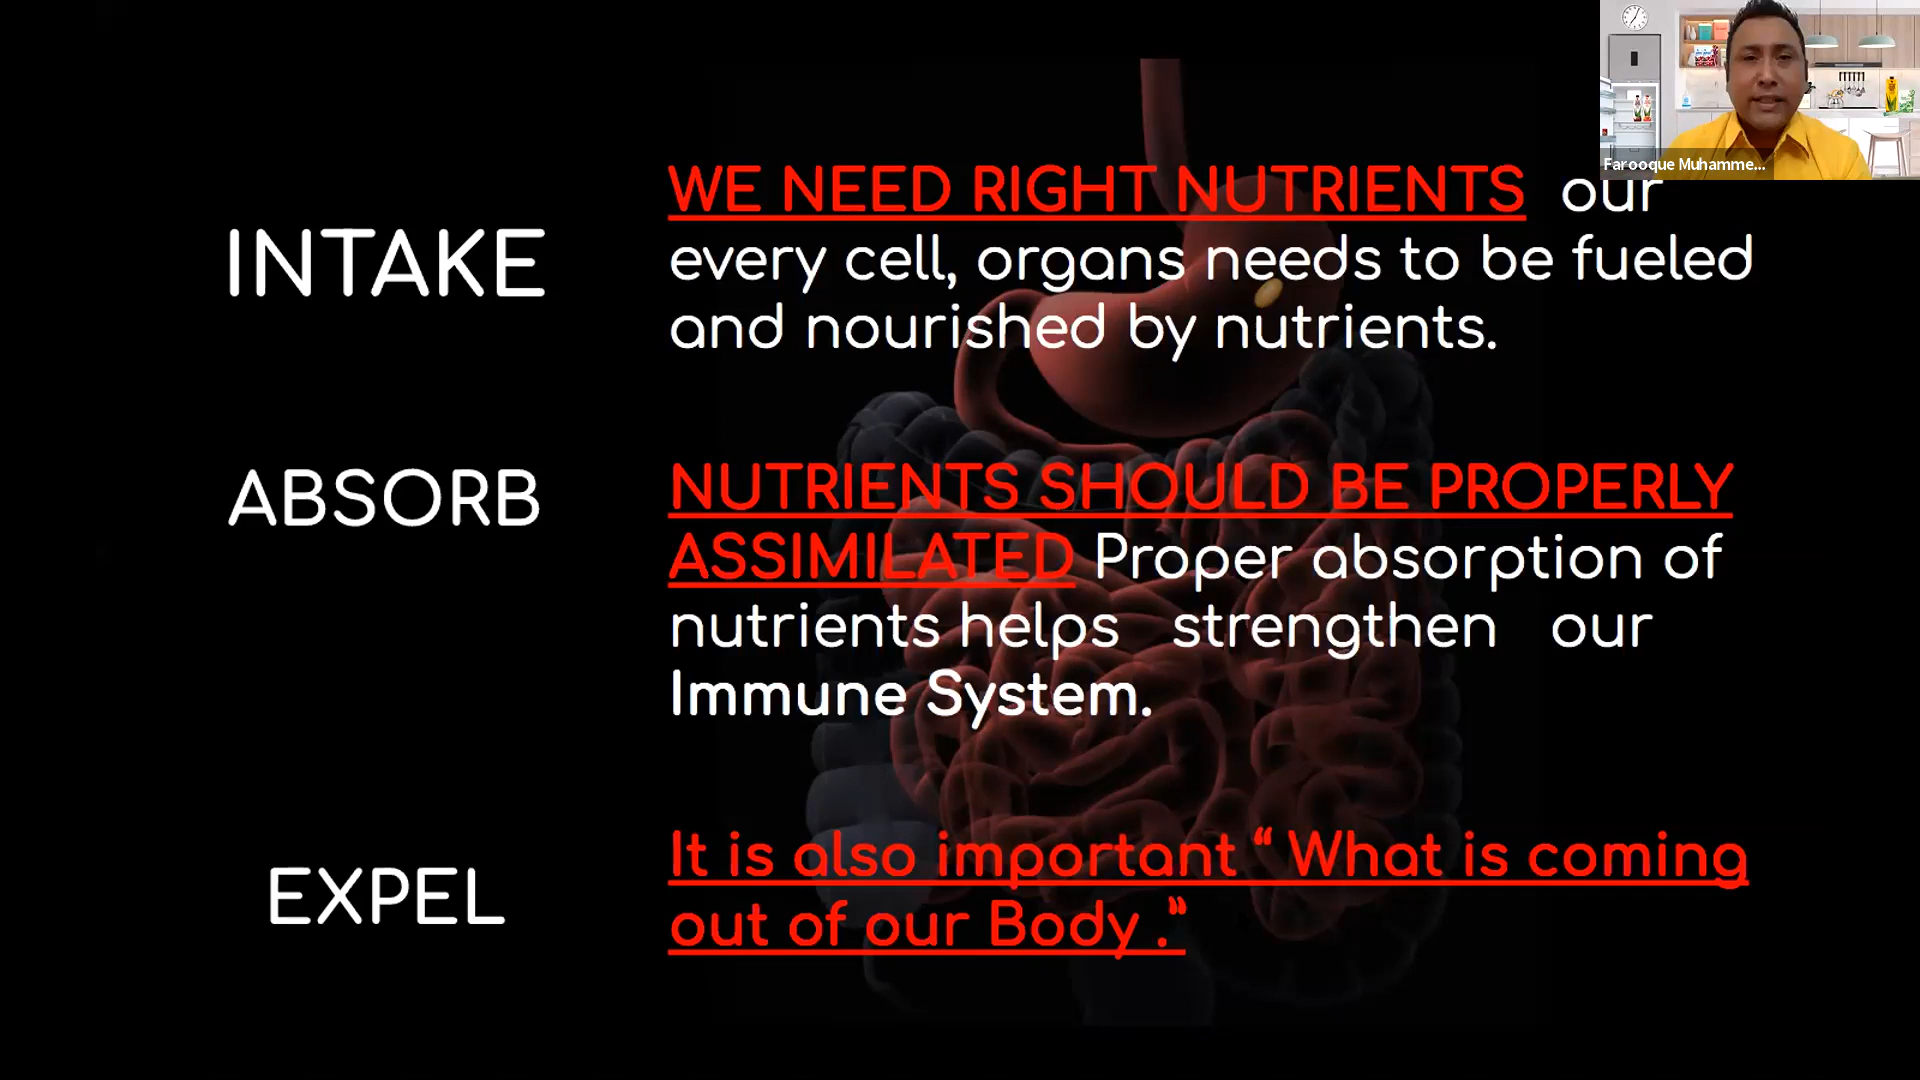 INTAKE
WE NEED RIGHT NUTRIENTS our
every cell, organs needs to be fueled
and nourished by nutrients.
ABSORB
NUTRIENTS SHOULD BE PROPERLY
ASSIMILATED Proper absorption of
nutrients helps strengthen our
Immune System.
EXPEL
It is also important “ What is coming
out of our Body .”
Farooque Muhamme...